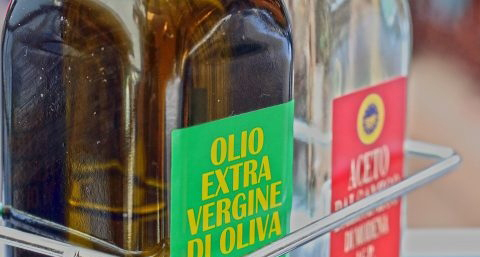 OLIO
EXTRA
VERGINE
DI OLIVA
ACETO
DI MODENA